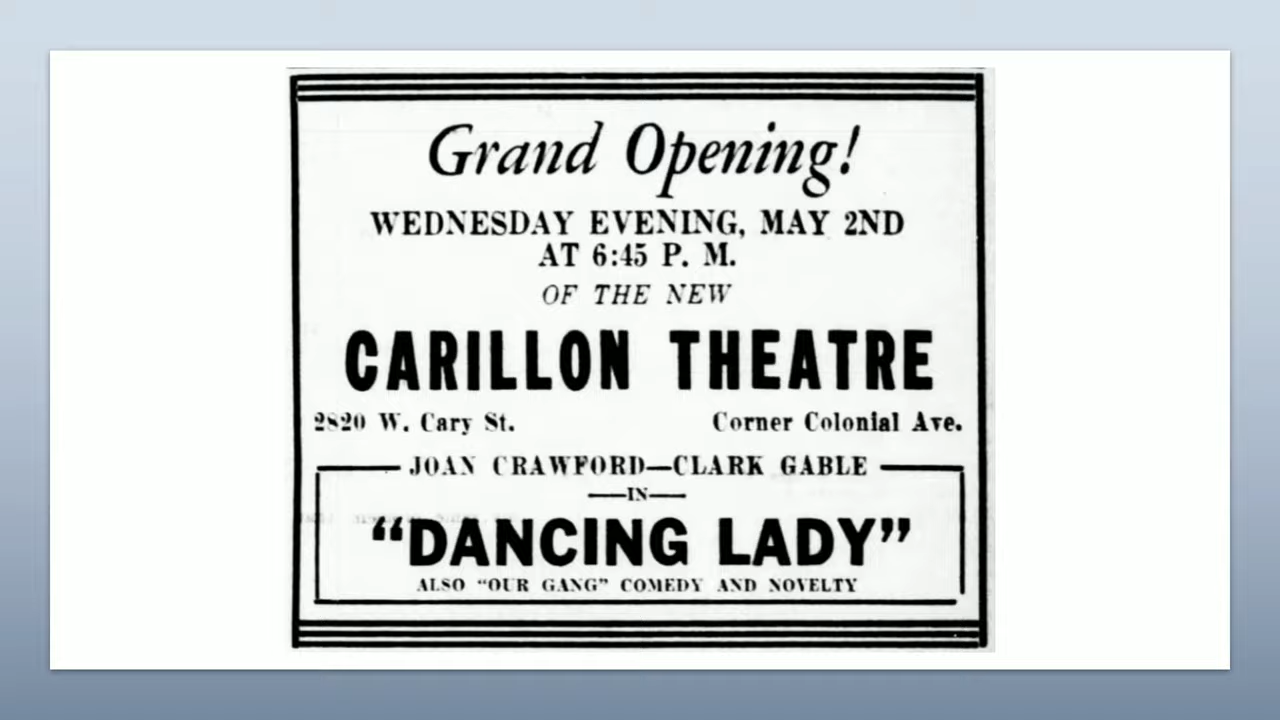 Grand Opening!
WEDNESDAY EVENING, MAY 2ND
AT 6:45 P. M.
OF THE NEW
CARILLON THEATRE
2820 W. Cary St. Corner Colonial Ave.
JOAN CRAWFORD—CLARK GABLE
—IN—
“DANCING LADY”
ALSO “OUR GANG” COMEDY AND NOVELTY